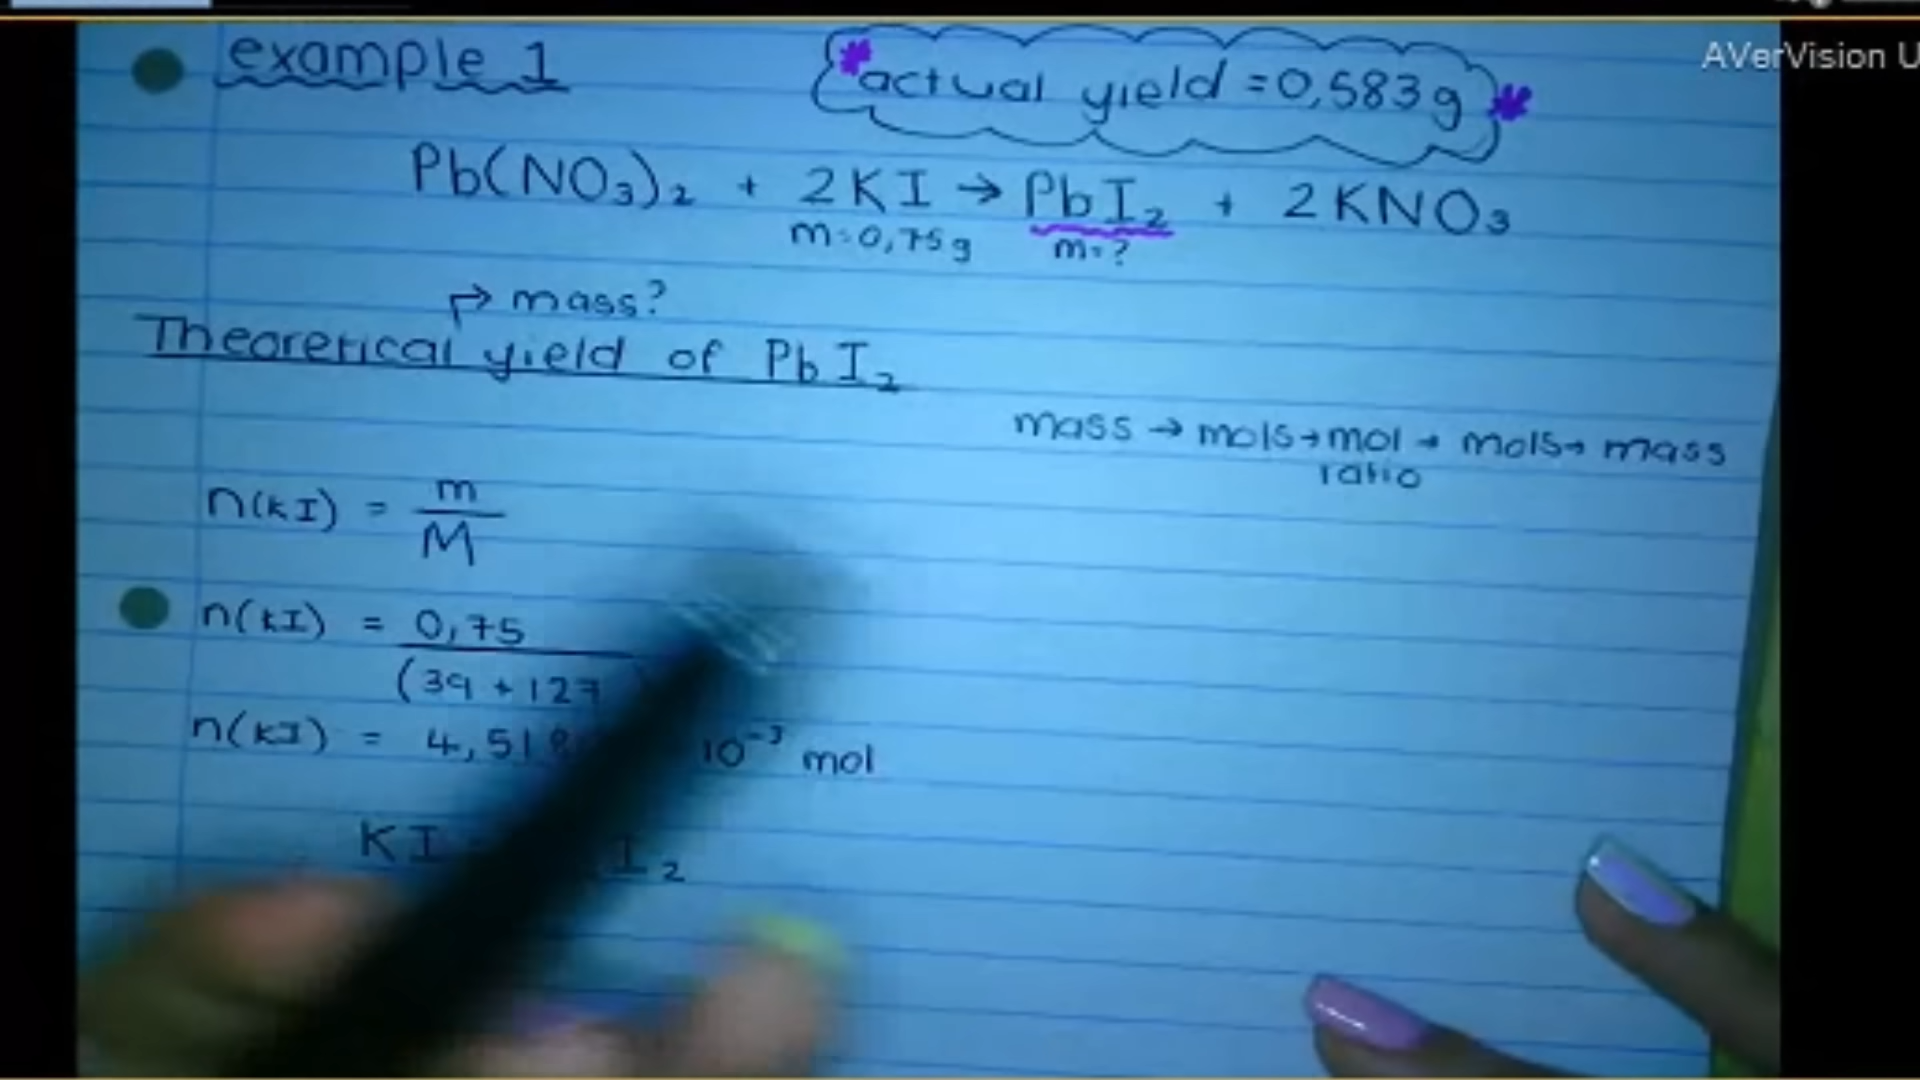 AVerVision U
example 1
*actual yield = 0,583g*
Pb(NO₃)₂ + 2KI → PbI₂ + 2KNO₃
m=0,75g m=?
↱ mass?
Theoretical yield of PbI₂
mass → mols → mol → mols → mass
ratio
n(KI) = m
M
n(KI) = 0,75
(39 + 127
n(KI) = 4,51 10⁻³ mol
KI I₂